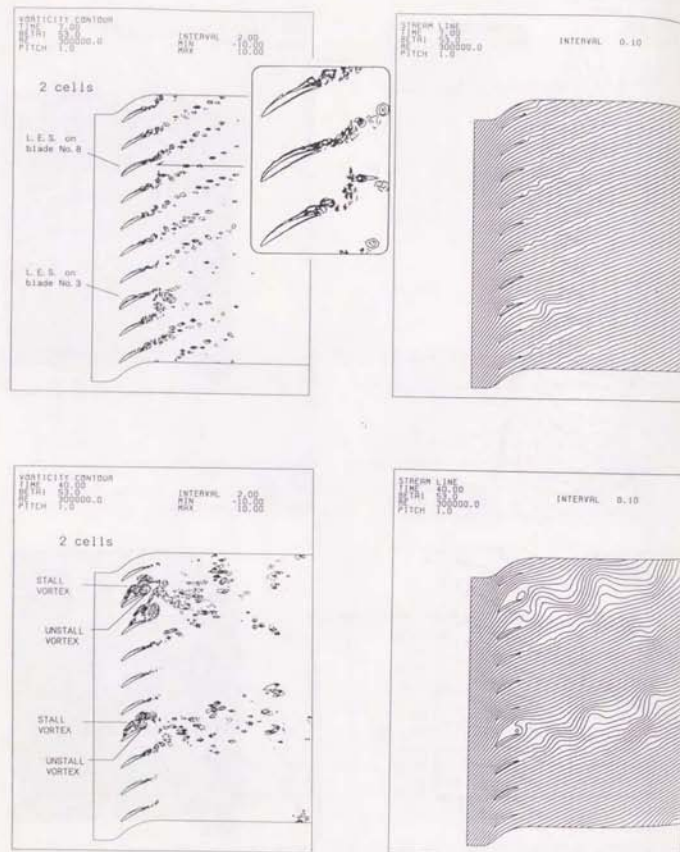 VORTICITY CONTOUR
TIME 7.00
BETA1 53.0
RE 300000.0
PITCH 1.0
INTERVAL 2.00
MIN -10.00
MAX 10.00
2 cells
L.E.S. on
blade No.8
L.E.S. on
blade No.3
STREAM LINE
TIME 7.00
BETA1 53.0
RE 300000.0
PITCH 1.0
INTERVAL 0.10
VORTICITY CONTOUR
TIME 40.00
BETA1 53.0
RE 300000.0
PITCH 1.0
INTERVAL 2.00
MIN -10.00
MAX 10.00
2 cells
STALL
VORTEX
UNSTALL
VORTEX
STALL
VORTEX
UNSTALL
VORTEX
STREAM LINE
TIME 40.00
BETA1 53.0
RE 300000.0
PITCH 1.0
INTERVAL 0.10